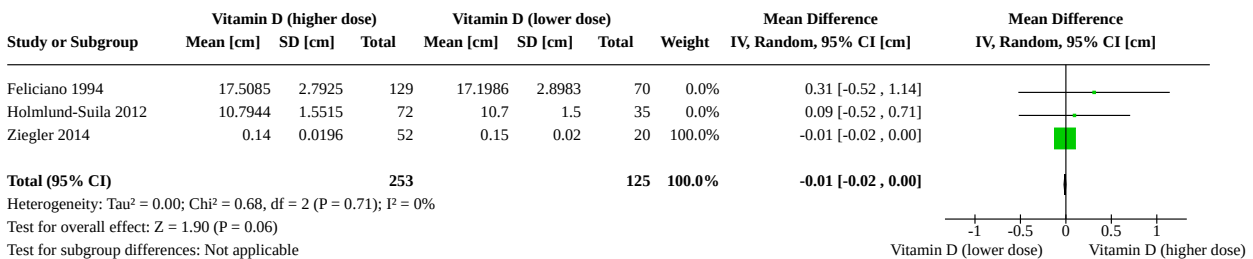 Vitamin D (higher dose) Vitamin D (lower dose) Mean Difference Mean Difference
Study or Subgroup Mean [cm] SD [cm] Total Mean [cm] SD [cm] Total Weight IV, Random, 95% CI [cm] IV, Random, 95% CI [cm]
Feliciano 1994 17.5085 2.7925 129 17.1986 2.8983 70 0.0% 0.31 [-0.52 , 1.14]
Holmlund-Suila 2012 10.7944 1.5515 72 10.7 1.5 35 0.0% 0.09 [-0.52 , 0.71]
Ziegler 2014 0.14 0.0196 52 0.15 0.02 20 100.0% -0.01 [-0.02 , 0.00]
Total (95% CI) 253 125 100.0% -0.01 [-0.02 , 0.00]
Heterogeneity: Tau² = 0.00; Chi² = 0.68, df = 2 (P = 0.71); I² = 0%
Test for overall effect: Z = 1.90 (P = 0.06) -1 -0.5 0 0.5 1
Test for subgroup differences: Not applicable Vitamin D (lower dose) Vitamin D (higher dose)